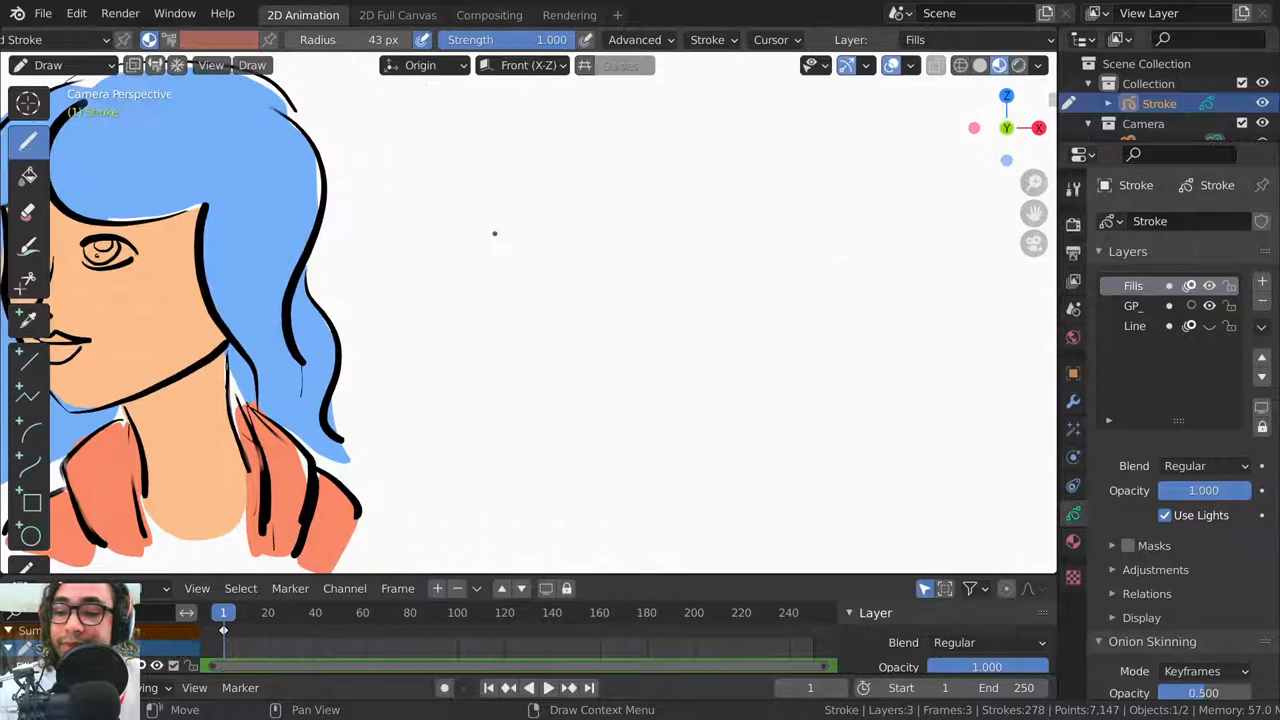 File Edit Render Window Help 2D Animation 2D Full Canvas Compositing Rendering + Scene View Layer
d Stroke Radius 43 px Strength 1.000 Advanced Stroke Cursor Layer: Fills
Draw View Draw Origin Front (X-Z) Guides
Camera Perspective
(1) Stroke
Z
Y X
Scene Collection
Collection
Stroke
Camera
Stroke Stroke
Stroke
Layers
Fills
GP_
Line
Blend Regular
Opacity 1.000
Use Lights
Masks
Adjustments
Relations
Display
Onion Skinning
Mode Keyframes
Opacity 0.500
View Select Marker Channel Frame
1 20 40 60 80 100 120 140 160 180 200 220 240
Layer
Blend Regular
Opacity 1.000
View Marker 1 Start 1 End 250
Move Pan View Draw Context Menu Stroke | Layers:3 | Frames:3 | Strokes:278 | Points:7,147 | Objects:1/2 | Memory: 57.0 M